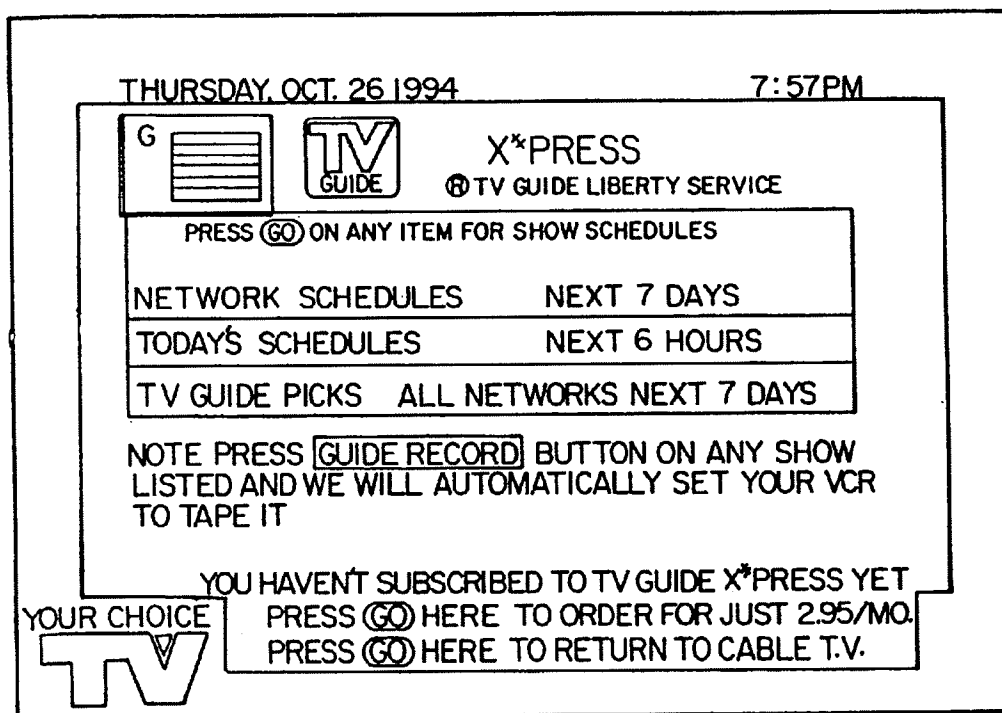 THURSDAY, OCT. 26 1994 7:57PM
G
TV GUIDE
X*PRESS
® TV GUIDE LIBERTY SERVICE
PRESS GO ON ANY ITEM FOR SHOW SCHEDULES
NETWORK SCHEDULES NEXT 7 DAYS
TODAY'S SCHEDULES NEXT 6 HOURS
TV GUIDE PICKS ALL NETWORKS NEXT 7 DAYS
NOTE PRESS GUIDE RECORD BUTTON ON ANY SHOW
LISTED AND WE WILL AUTOMATICALLY SET YOUR VCR
TO TAPE IT
YOU HAVEN'T SUBSCRIBED TO TV GUIDE X*PRESS YET
PRESS GO HERE TO ORDER FOR JUST 2.95/MO.
PRESS GO HERE TO RETURN TO CABLE T.V.
YOUR CHOICE
TV